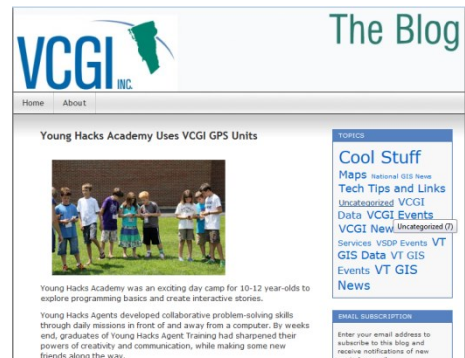 VCGI INC.
The Blog
Home About
Young Hacks Academy Uses VCGI GPS Units
Young Hacks Academy was an exciting day camp for 10-12 year-olds to
explore programming basics and create interactive stories.
Young Hacks Agents developed collaborative problem-solving skills
through daily missions in front of and away from a computer. By weeks
end, graduates of Young Hacks Agent Training had sharpened their
powers of creativity and communication, while making some new
friends along the way.
TOPICS
Cool Stuff
Maps National GIS News
Tech Tips and Links
Uncategorized VCGI
Data VCGI Events
VCGI New
Uncategorized (7)
Services VSDP Events VT
GIS Data VT GIS
Events VT GIS
News
EMAIL SUBSCRIPTION
Enter your email address to
subscribe to this blog and
receive notifications of new